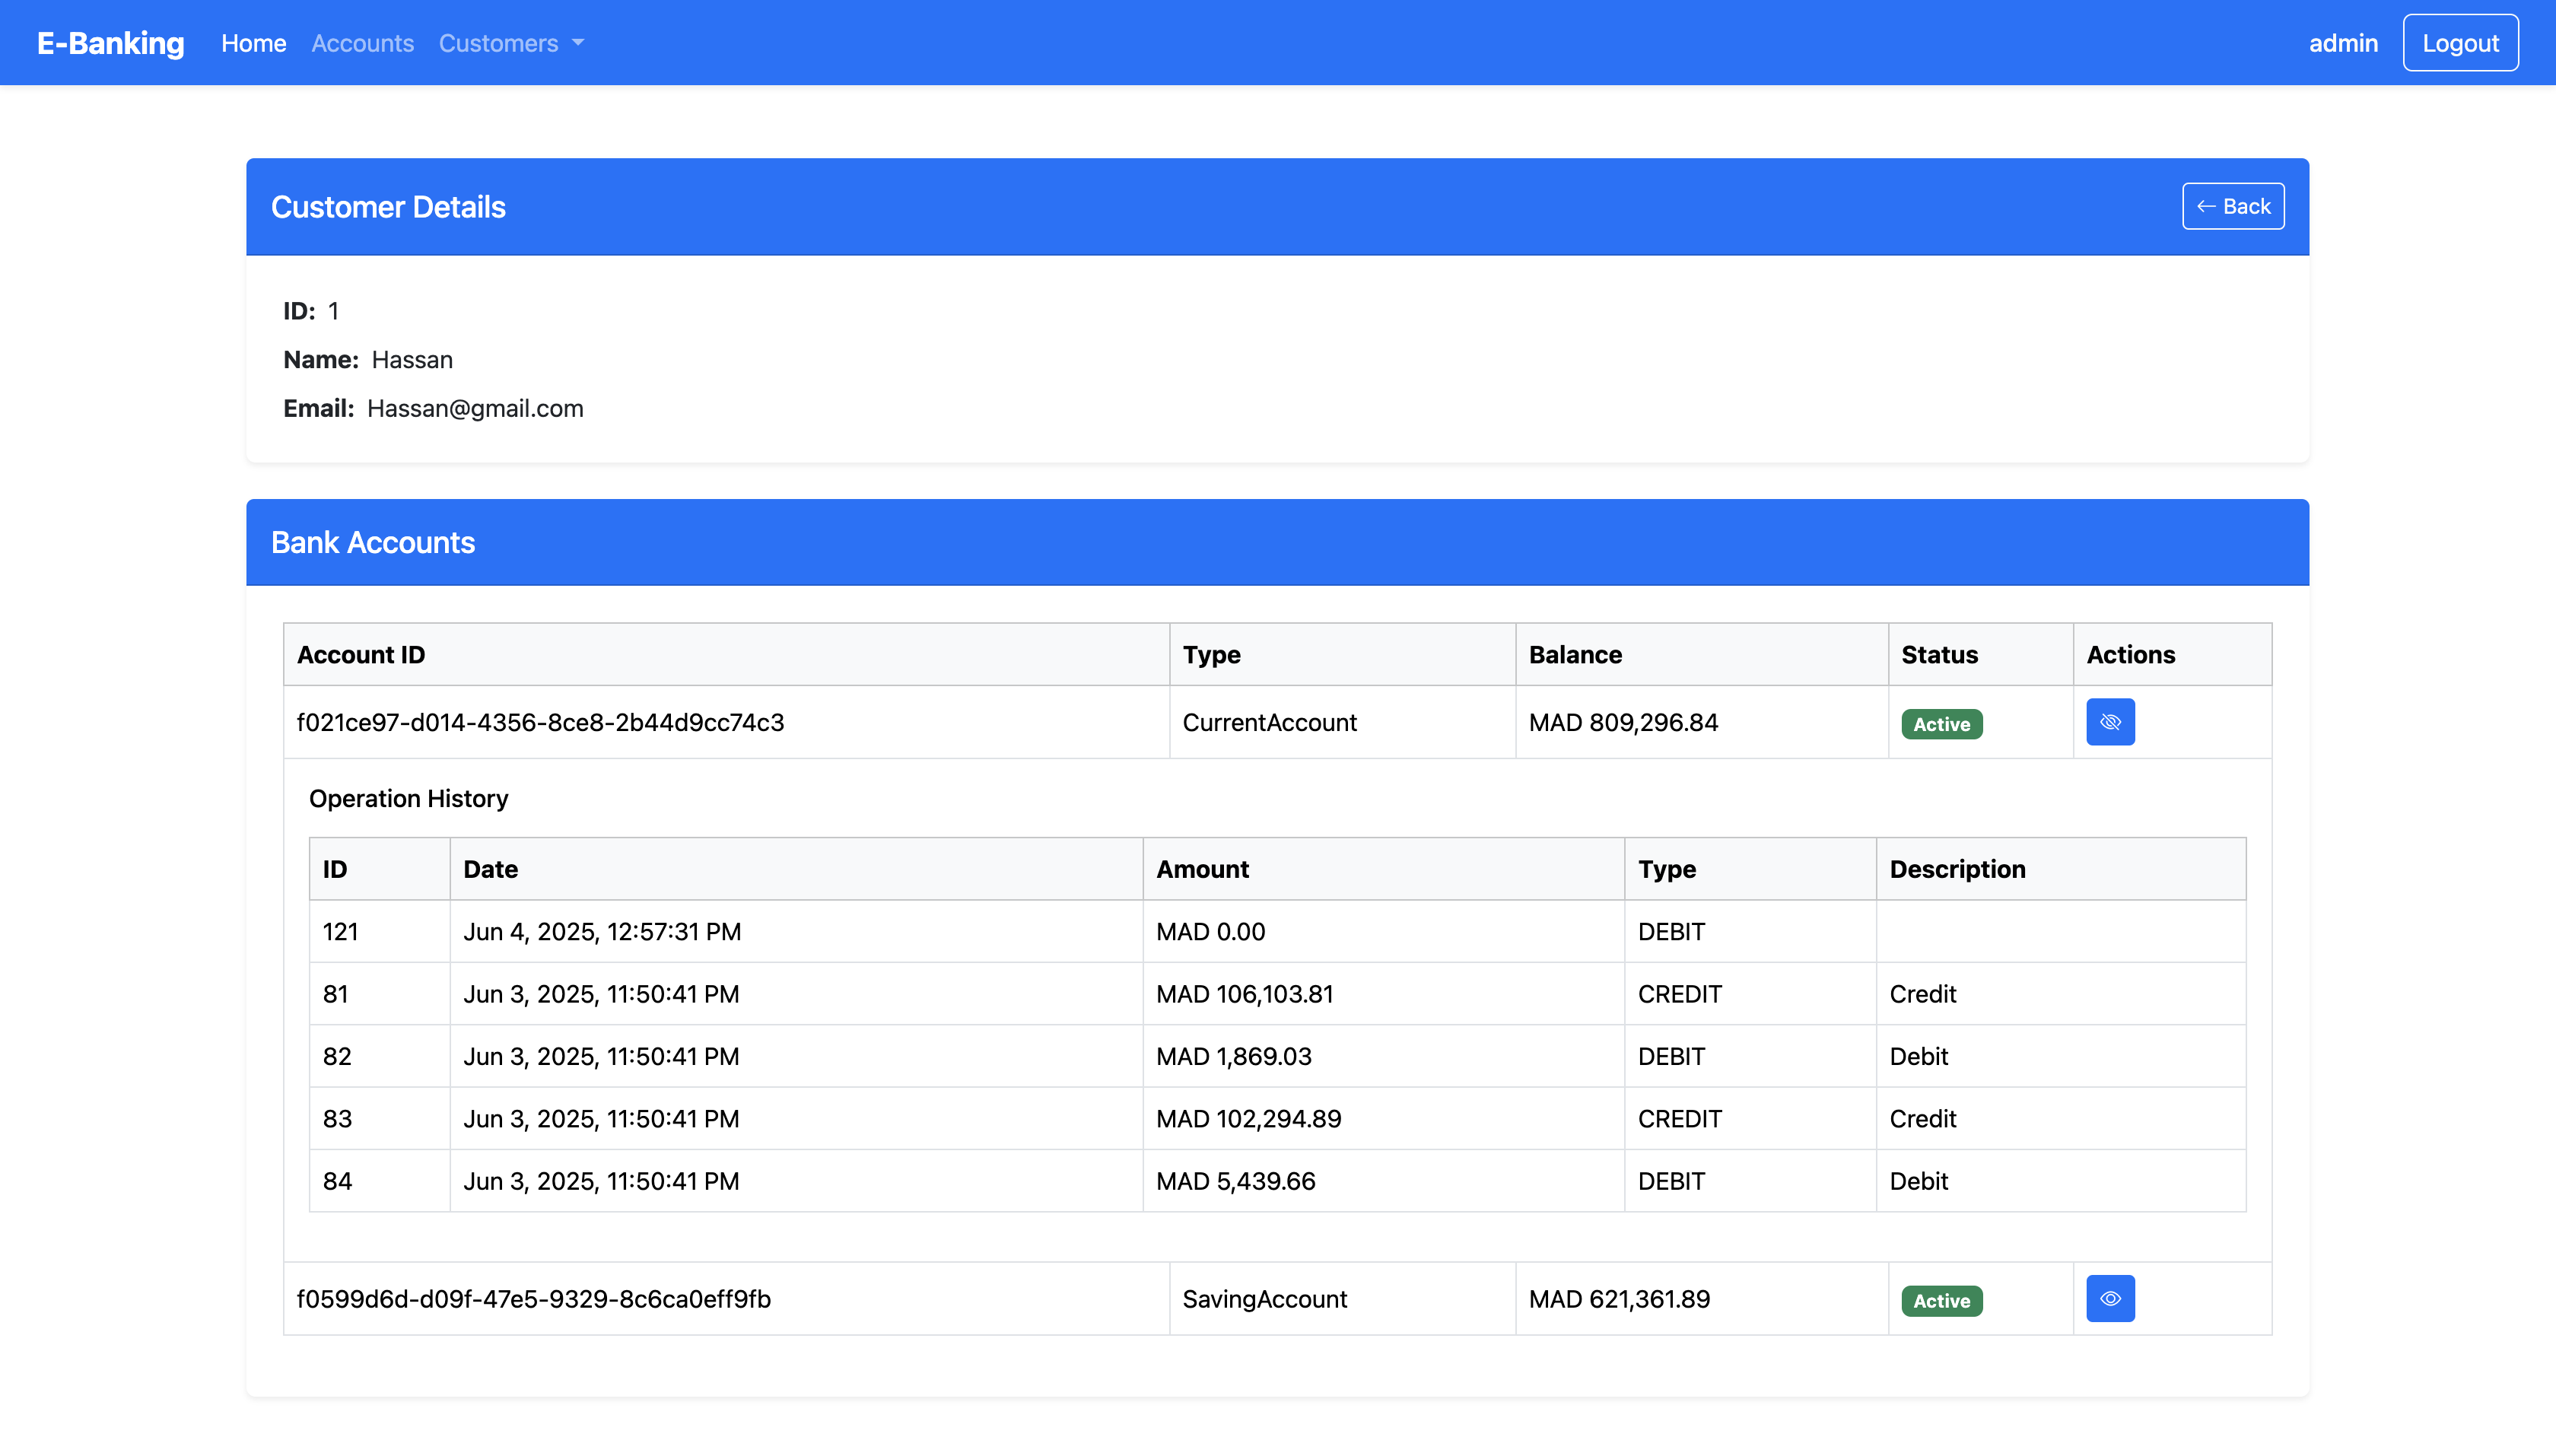 E-Banking Home Accounts Customers admin Logout
Customer Details ← Back
ID: 1
Name: Hassan
Email: Hassan@gmail.com
Bank Accounts
Account ID Type Balance Status Actions
f021ce97-d014-4356-8ce8-2b44d9cc74c3 CurrentAccount MAD 809,296.84 Active
Operation History
ID Date Amount Type Description
121 Jun 4, 2025, 12:57:31 PM MAD 0.00 DEBIT
81 Jun 3, 2025, 11:50:41 PM MAD 106,103.81 CREDIT Credit
82 Jun 3, 2025, 11:50:41 PM MAD 1,869.03 DEBIT Debit
83 Jun 3, 2025, 11:50:41 PM MAD 102,294.89 CREDIT Credit
84 Jun 3, 2025, 11:50:41 PM MAD 5,439.66 DEBIT Debit
f0599d6d-d09f-47e5-9329-8c6ca0eff9fb SavingAccount MAD 621,361.89 Active